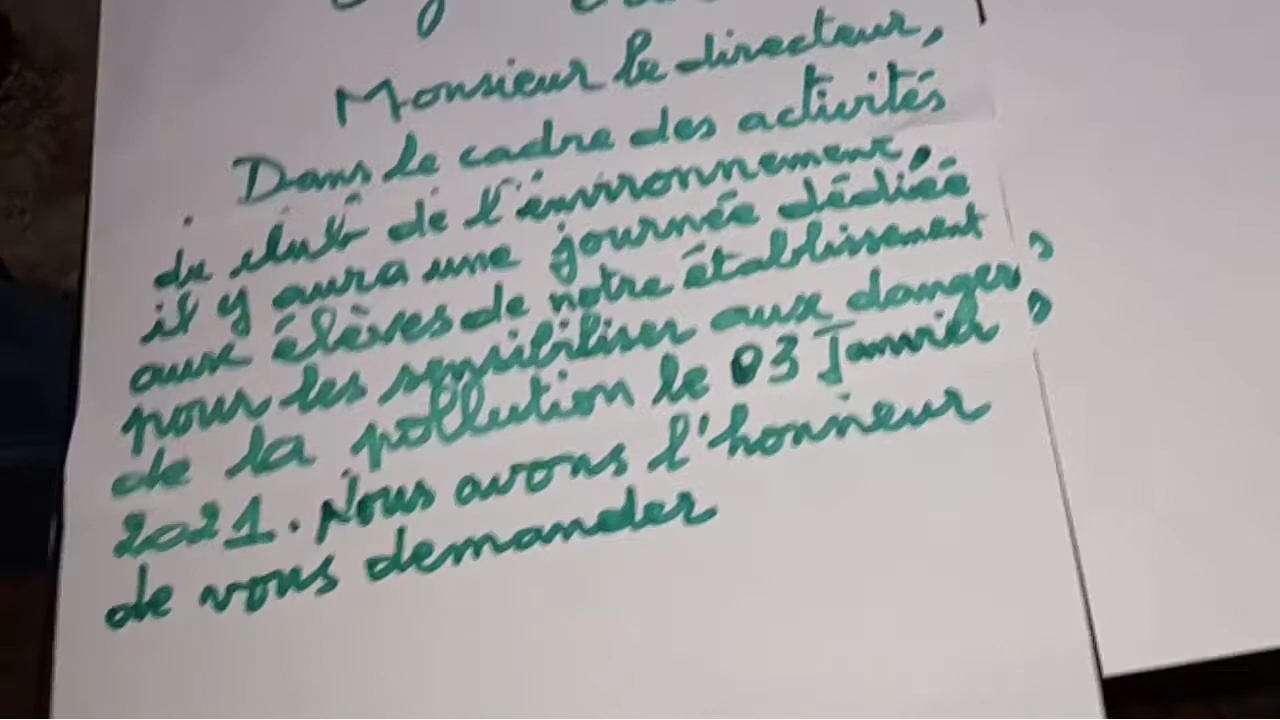 Monsieur le directeur,
Dans le cadre des activités
du club de l'énvironnement,
il y aura une journée dédiée
aux élèves de notre établissement,
pour les sensibiliser aux danger,
de la pollution le 03 Janvier
2021. Nous avons l'honneur
de vous demander